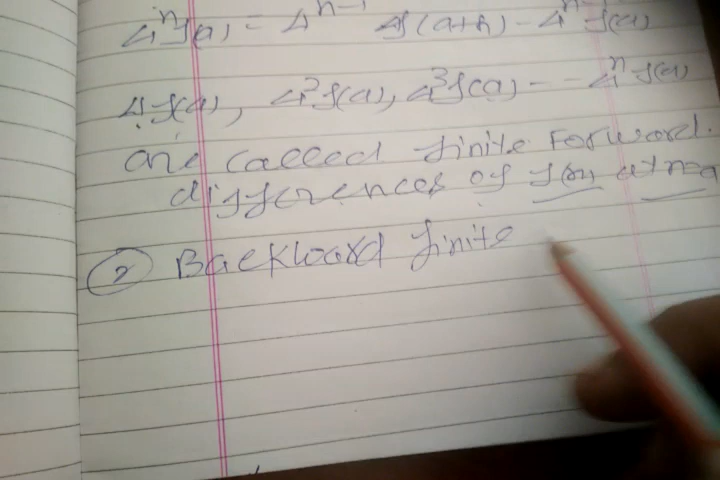 Δⁿf(a) = Δⁿ⁻¹ f(a+h) - Δⁿ⁻¹ f(a)
Δf(a), Δ²f(a), Δ³f(a) -- Δⁿf(a)
are called finite forward.
differences of f(x) at x=a
② Backward finite